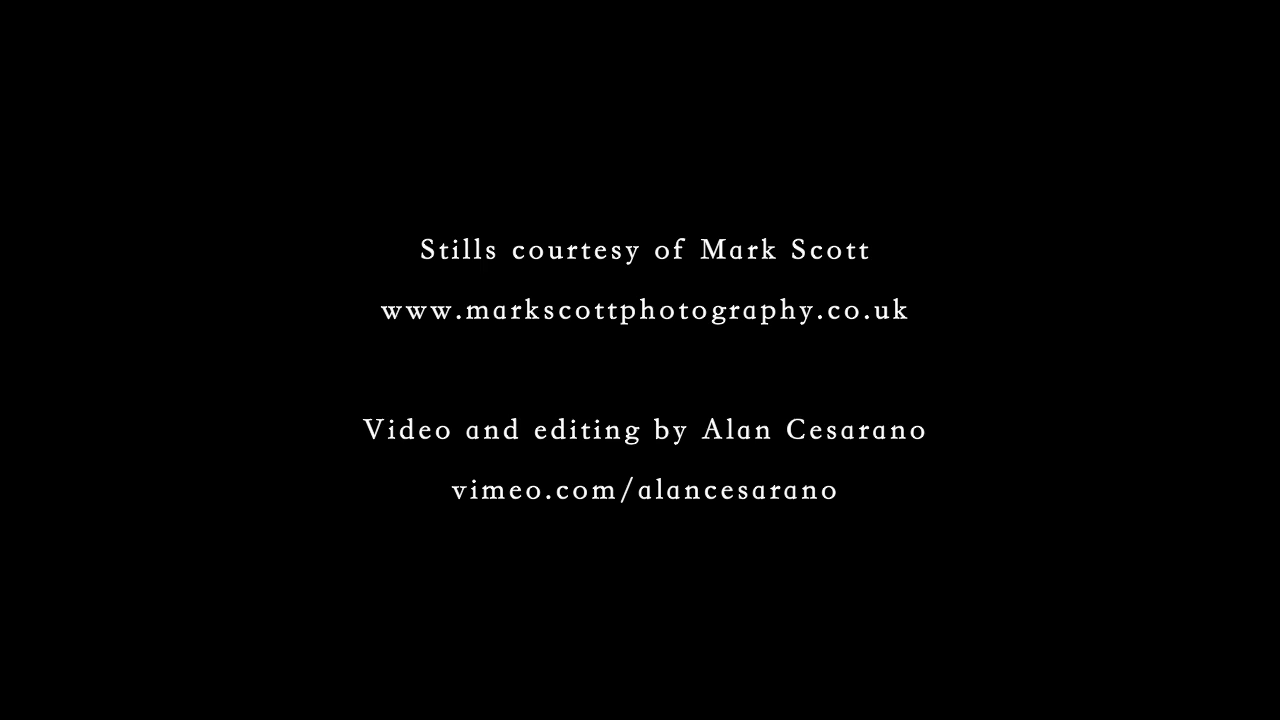 Stills courtesy of Mark Scott
www.markscottphotography.co.uk
Video and editing by Alan Cesarano
vimeo.com/alancesarano